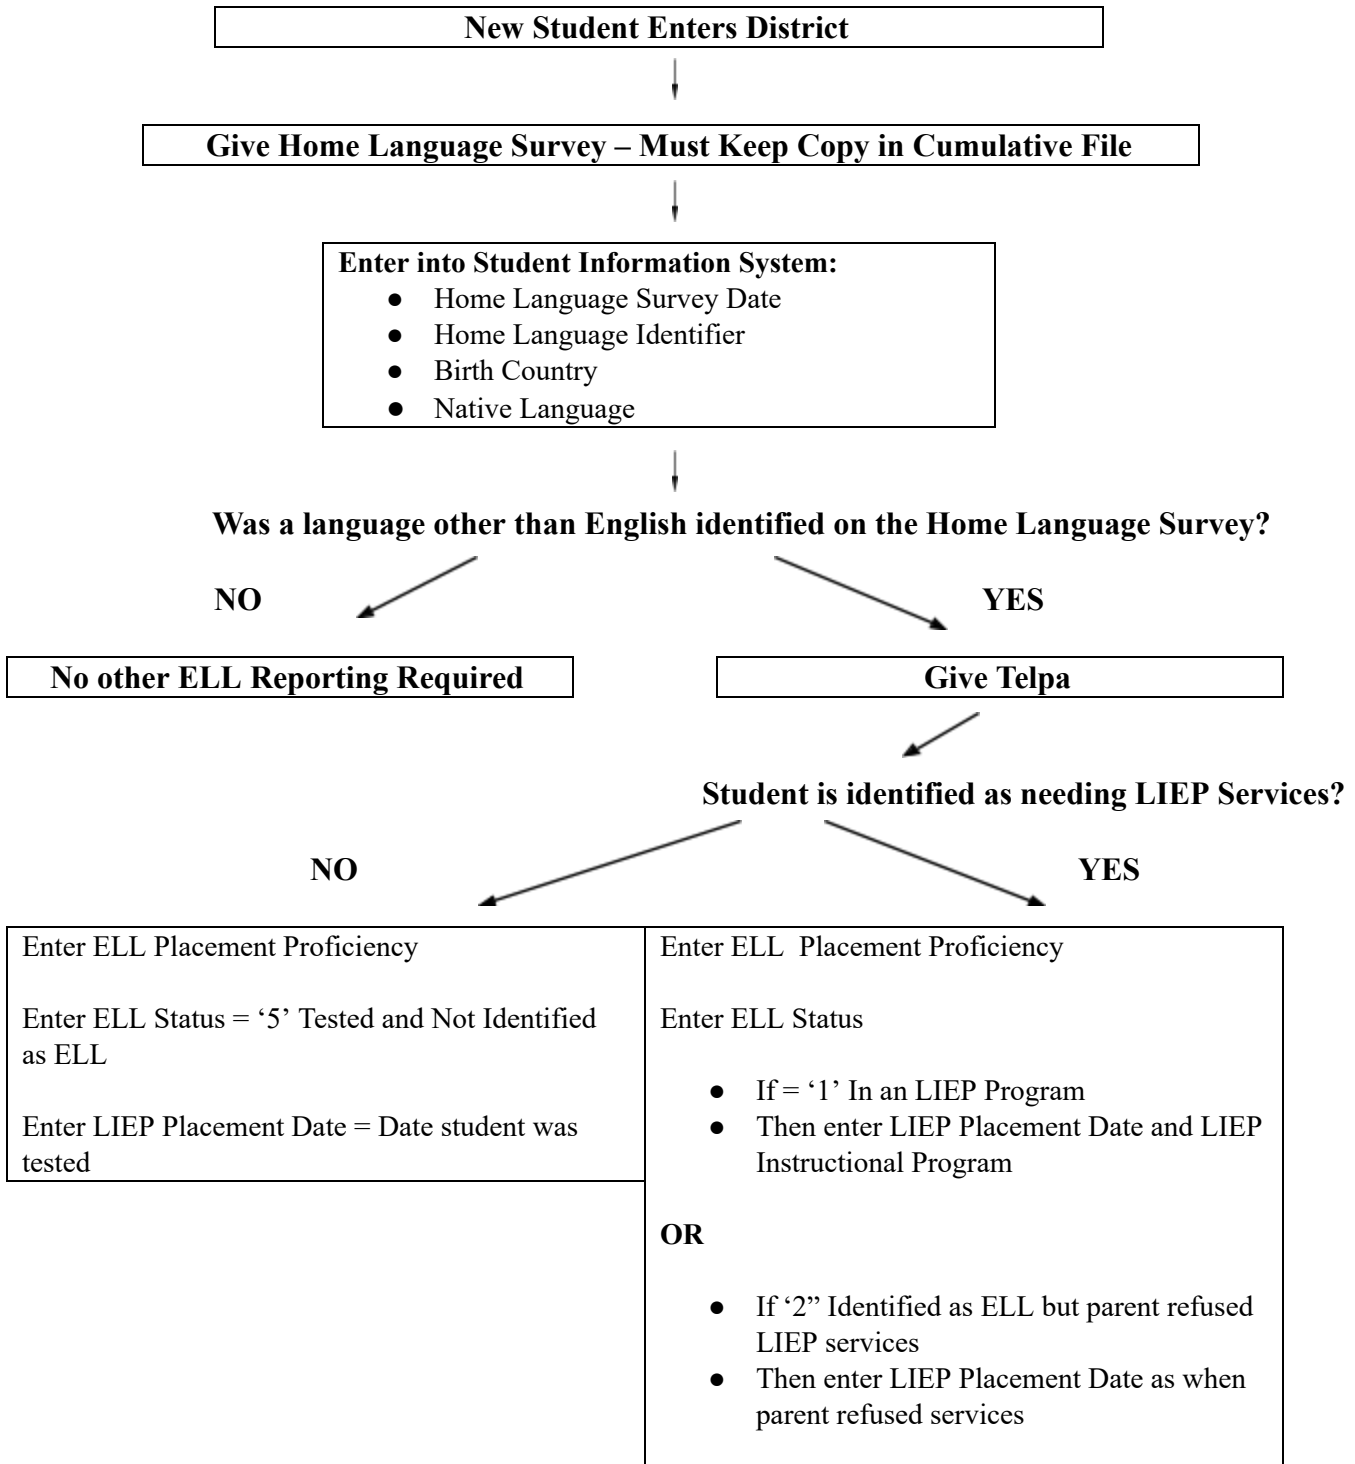 New Student Enters District
Give Home Language Survey – Must Keep Copy in Cumulative File
Enter into Student Information System:
● Home Language Survey Date
● Home Language Identifier
● Birth Country
● Native Language
Was a language other than English identified on the Home Language Survey?
NO
YES
No other ELL Reporting Required
Give Telpa
Student is identified as needing LIEP Services?
NO
YES
Enter ELL Placement Proficiency
Enter ELL Status = ‘5’ Tested and Not Identified
as ELL
Enter LIEP Placement Date = Date student was
tested
Enter ELL  Placement Proficiency
Enter ELL Status
● If = ‘1’ In an LIEP Program
● Then enter LIEP Placement Date and LIEP
Instructional Program
OR
● If ‘2” Identified as ELL but parent refused
LIEP services
● Then enter LIEP Placement Date as when
parent refused services